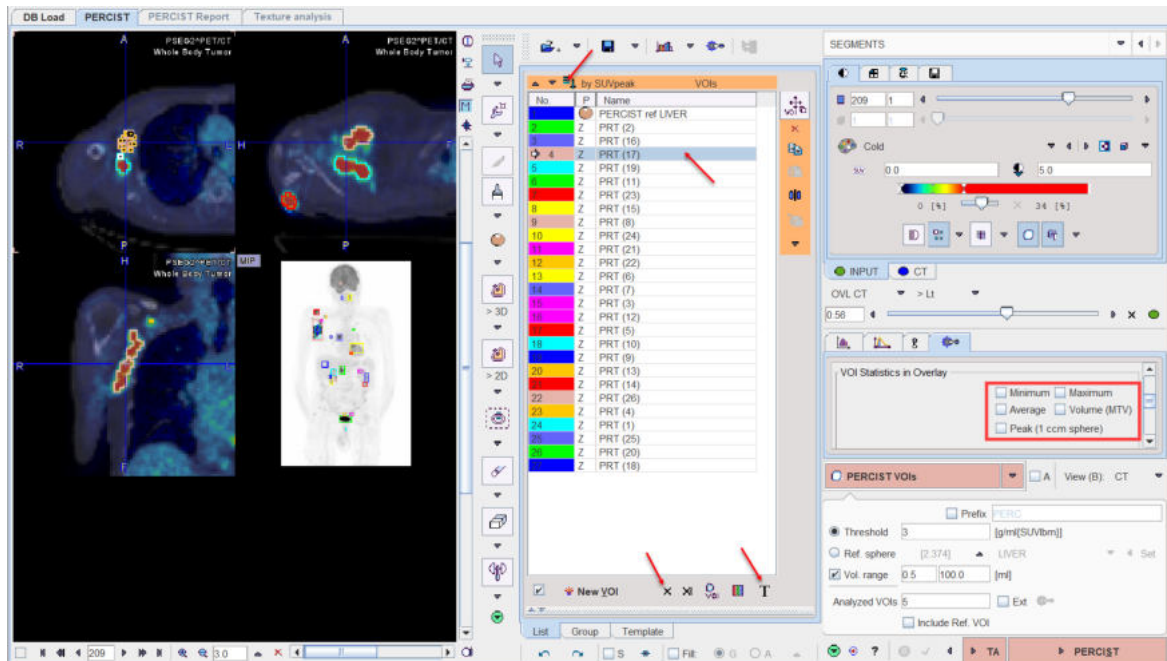 DB Load PERCIST PERCIST Report Texture analysis
A
PSEG2^PET/CT
Whole Body Tumor
R
L
P
A
PSEG2^PET/CT
Whole Body Tumor
H
F
P
H
PSEG2^PET/CT
Whole Body Tumor
R
F
MIP
209
3.0
M
> 3D
> 2D
by SUVpeak VOIs
No. P Name
PERCIST ref LIVER
2 Z PRT (2)
3 Z PRT (16)
4 Z PRT (17)
5 Z PRT (19)
6 Z PRT (11)
7 Z PRT (23)
8 Z PRT (15)
9 Z PRT (8)
10 Z PRT (24)
11 Z PRT (21)
12 Z PRT (22)
13 Z PRT (6)
14 Z PRT (7)
15 Z PRT (3)
16 Z PRT (12)
17 Z PRT (5)
18 Z PRT (10)
Z PRT (9)
20 Z PRT (13)
21 Z PRT (14)
22 Z PRT (26)
23 Z PRT (4)
24 Z PRT (1)
25 Z PRT (25)
26 Z PRT (20)
Z PRT (18)
New VOI
T
List Group Template
S
Filt:
G
A
SEGMENTS
209 1
1 1
Cold
0.0
5.0
0 [%] 34 [%]
INPUT CT
OVL CT > Lt
0.56
VOI Statistics in Overlay
Minimum Maximum
Average Volume (MTV)
Peak (1 ccm sphere)
PERCIST VOIs A View (B): CT
Prefix PERC
Threshold 3 [g/ml{SUVlbm}]
Ref. sphere [2.374] LIVER Set
Vol. range 0.5 100.0 [ml]
Analyzed VOIs 5 Ext
Include Ref. VOI
TA PERCIST